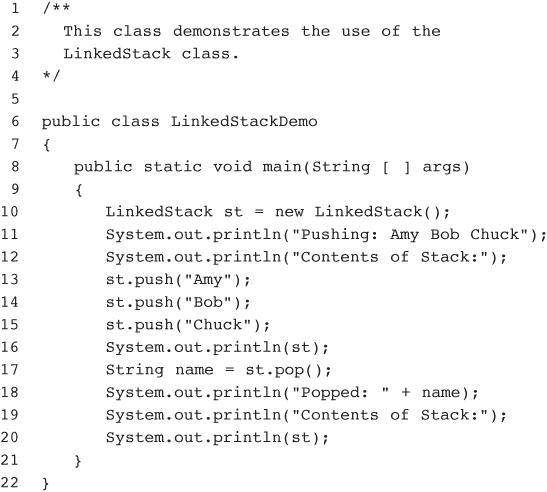 1 /**
2    This class demonstrates the use of the
3    LinkedStack class.
4 */
5
6 public class LinkedStackDemo
7 {
8    public static void main(String [ ] args)
9    {
10       LinkedStack st = new LinkedStack();
11       System.out.println("Pushing: Amy Bob Chuck");
12       System.out.println("Contents of Stack:");
13       st.push("Amy");
14       st.push("Bob");
15       st.push("Chuck");
16       System.out.println(st);
17       String name = st.pop();
18       System.out.println("Popped: " + name);
19       System.out.println("Contents of Stack:");
20       System.out.println(st);
21    }
22 }